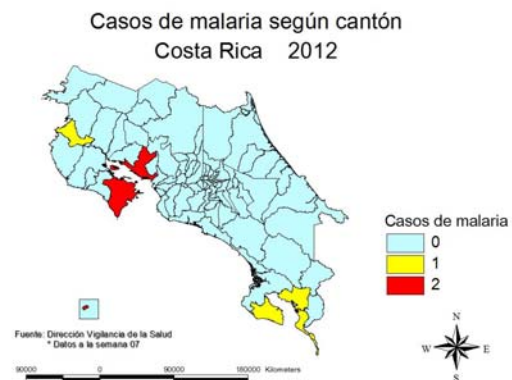 Casos de malaria según cantón
Costa Rica 2012
Casos de malaria
0
1
2
Fuente: Dirección Vigilancia de la Salud
* Datos a la semana 07
90000 0 90000 180000 Kilometers
N
W E
S